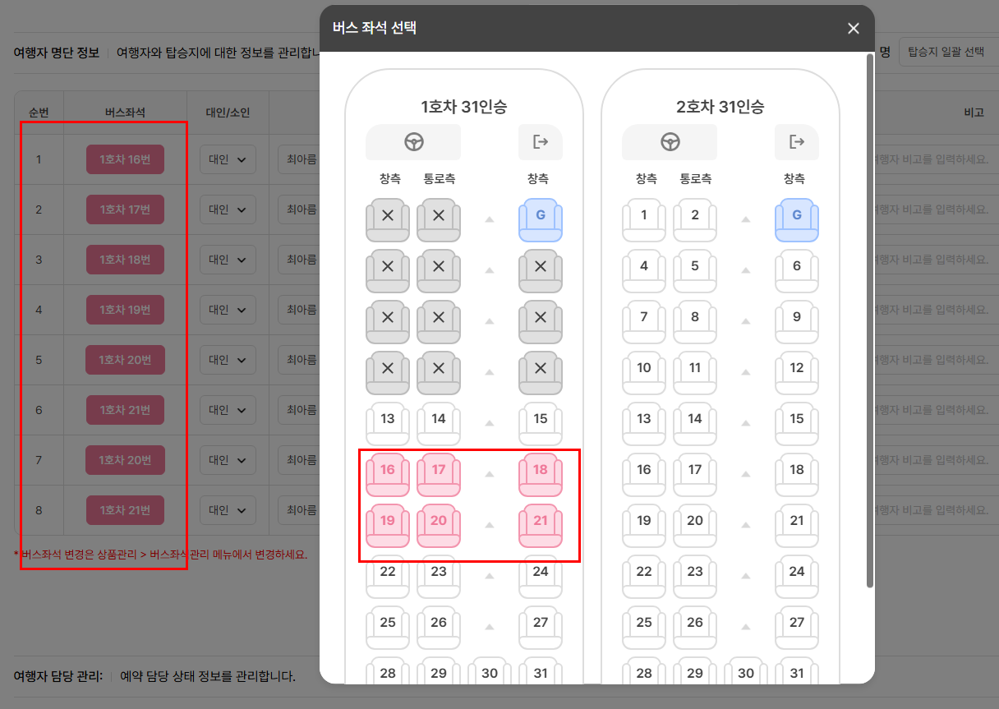 버스 좌석 선택
여행자 명단 정보 여행자와 탑승지에 대한 정보를 관리합니
명 탑승지 일괄 선택
순번 버스좌석 대인/소인 비고
1 1호차 16번 대인 최아름 여행자 비고를 입력하세요.
2 1호차 17번 대인 최아름 여행자 비고를 입력하세요.
3 1호차 18번 대인 최아름 여행자 비고를 입력하세요.
4 1호차 19번 대인 최아름 여행자 비고를 입력하세요.
5 1호차 20번 대인 최아름 여행자 비고를 입력하세요.
6 1호차 21번 대인 최아름 여행자 비고를 입력하세요.
7 1호차 20번 대인 최아름 여행자 비고를 입력하세요.
8 1호차 21번 대인 최아름 여행자 비고를 입력하세요.
* 버스좌석 변경은 상품관리 > 버스좌석관리 메뉴에서 변경하세요.
여행자 담당 관리: 예약 담당 상태 정보를 관리합니다.
1호차 31인승
창측 통로측 창측
G
13 14 15
16 17 18
19 20 21
22 23 24
25 26 27
28 29 30 31
2호차 31인승
창측 통로측 창측
1 2 G
4 5 6
7 8 9
10 11 12
13 14 15
16 17 18
19 20 21
22 23 24
25 26 27
28 29 30 31